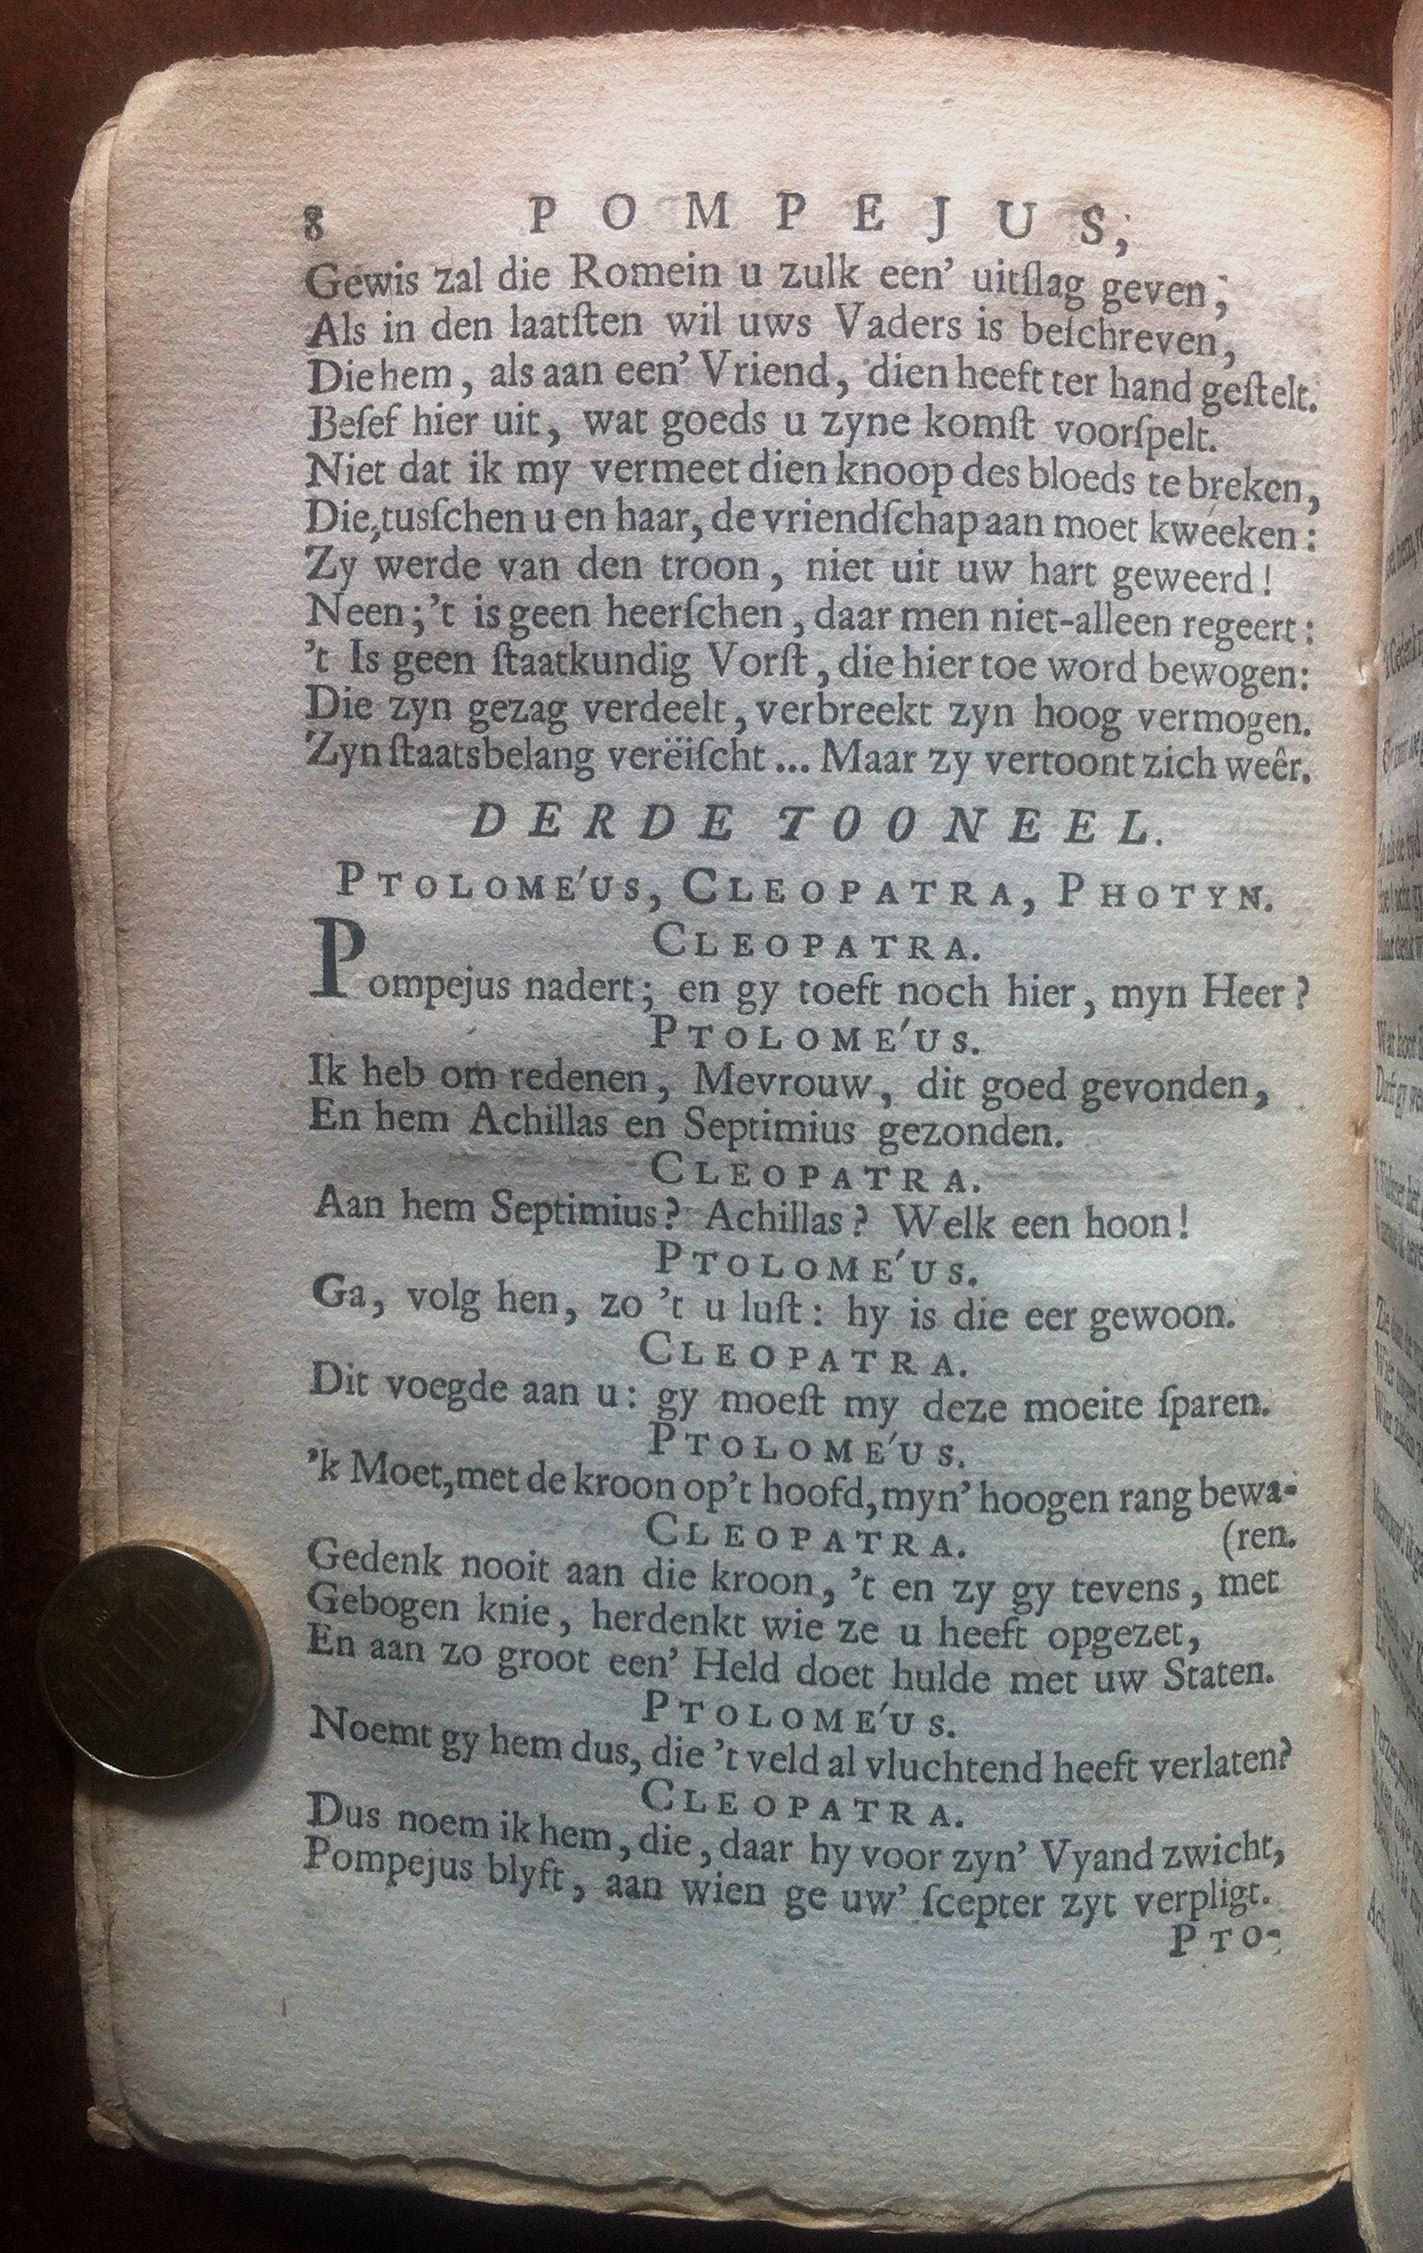 8 POMPEJUS,
Gewis zal die Romein u zulk een' uitſlag geven,
Als in den laatſten wil uws Vaders is beſchreven,
Die hem, als aan een' Vriend, dien heeft ter hand geſtelt.
Beſef hier uit, wat goeds u zyne komſt voorſpelt.
Niet dat ik my vermeet dien knoop des bloeds te breken,
Die, tusſchen u en haar, de vriendſchap aan moet kweeken:
Zy werde van den troon, niet uit uw hart geweerd!
Neen; 't is geen heerſchen, daar men niet-alleen regeert:
't Is geen ſtaatkundig Vorſt, die hier toe word bewogen:
Die zyn gezag verdeelt, verbreekt zyn hoog vermogen.
Zyn ſtaatsbelang verëiſcht... Maar zy vertoont zich weêr.
DERDE TOONEEL.
PTOLOME'US, CLEOPATRA, PHOTYN.
CLEOPATRA.
Pompejus nadert; en gy toeft noch hier, myn Heer?
PTOLOME'US.
Ik heb om redenen, Mevrouw, dit goed gevonden,
En hem Achillas en Septimius gezonden.
CLEOPATRA.
Aan hem Septimius? Achillas? Welk een hoon!
PTOLOME'US.
Ga, volg hen, zo 't u luſt: hy is die eer gewoon.
CLEOPATRA.
Dit voegde aan u: gy moeſt my deze moeite ſparen.
PTOLOME'US.
'k Moet, met de kroon op 't hoofd, myn' hoogen rang bewa-
CLEOPATRA. (ren.
Gedenk nooit aan die kroon, 't en zy gy tevens, met
Gebogen knie, herdenkt wie ze u heeft opgezet,
En aan zo groot een' Held doet hulde met uw Staten.
PTOLOME'US.
Noemt gy hem dus, die 't veld al vluchtend heeft verlaten?
CLEOPATRA.
Dus noem ik hem, die, daar hy voor zyn' Vyand zwicht,
Pompejus blyft, aan wien ge uw' ſcepter zyt verpligt.
PTO-